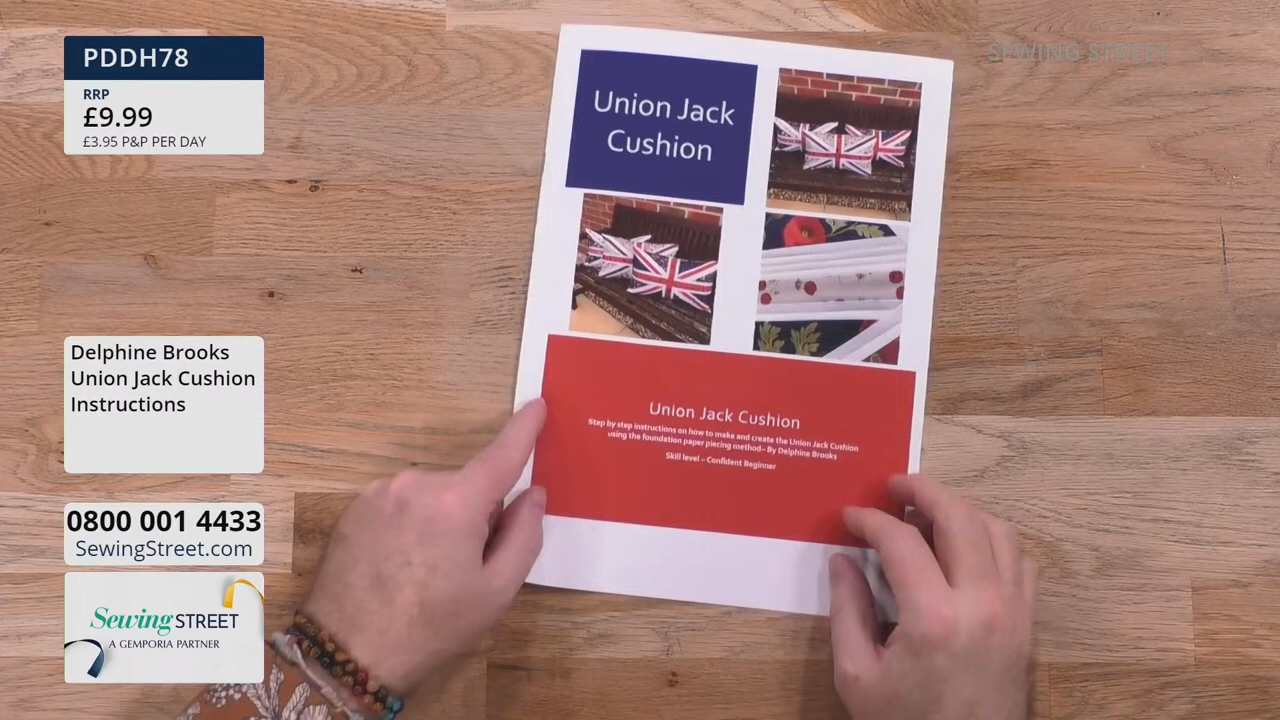 PDDH78
RRP
£9.99
£3.95 P&P PER DAY
Delphine Brooks
Union Jack Cushion
Instructions
0800 001 4433
SewingStreet.com
Sewing STREET
A GEMPORIA PARTNER
SEWING STREET
Union Jack
Cushion
Union Jack Cushion
Step by step instructions on how to make and create the Union Jack Cushion
using the foundation paper piecing method– By Delphine Brooks
Skill level – Confident Beginner